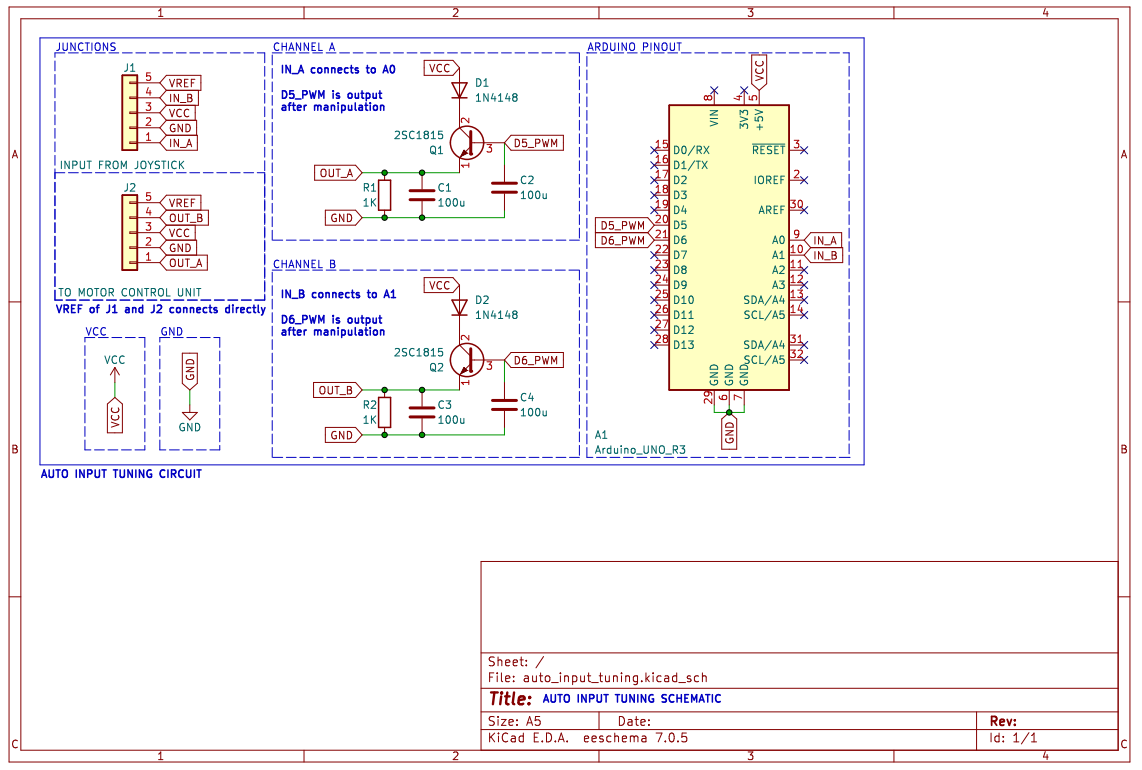 1 2 3 4
A
B
C
JUNCTIONS
J1
5 VREF
4 IN_B
3 VCC
2 GND
1 IN_A
INPUT FROM JOYSTICK
J2
5 VREF
4 OUT_B
3 VCC
2 GND
1 OUT_A
TO MOTOR CONTROL UNIT
VREF of J1 and J2 connects directly
VCC
VCC
VCC
GND
GND
GND
CHANNEL A
IN_A connects to A0
D5_PWM is output
after manipulation
VCC
D1
1N4148
2SC1815
Q1
2
3
1
D5_PWM
OUT_A
GND
R1
1K
C1
100u
C2
100u
CHANNEL B
IN_B connects to A1
D6_PWM is output
after manipulation
VCC
D2
1N4148
2SC1815
Q2
2
3
1
D6_PWM
OUT_B
GND
R2
1K
C3
100u
C4
100u
ARDUINO PINOUT
VCC
8 4 5
VIN 3V3 +5V
15 D0/RX
16 D1/TX
17 D2
18 D3
19 D4
D5_PWM 20 D5
D6_PWM 21 D6
22 D7
23 D8
24 D9
25 D10
26 D11
27 D12
28 D13
RESET 3
IOREF 2
AREF 30
A0 9 IN_A
A1 10 IN_B
A2 11
A3 12
SDA/A4 13
SCL/A5 14
SDA/A4 31
SCL/A5 32
GND GND GND
29 6 7
GND
A1
Arduino_UNO_R3
AUTO INPUT TUNING CIRCUIT
Sheet: /
File: auto_input_tuning.kicad_sch
Title: AUTO INPUT TUNING SCHEMATIC
Size: A5 Date: Rev:
KiCad E.D.A. eeschema 7.0.5 Id: 1/1
A
B
C
1 2 3 4